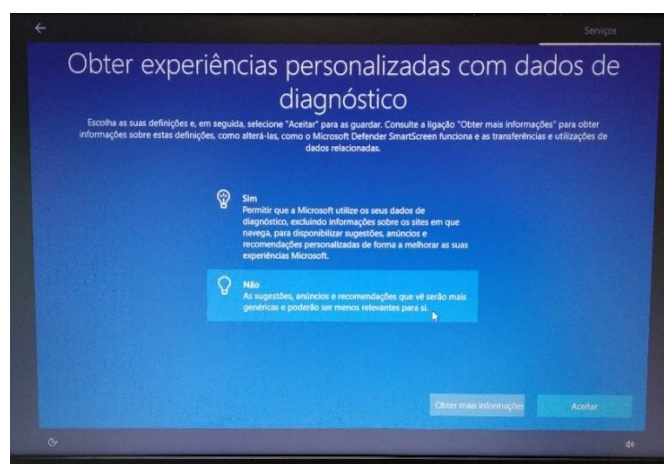 Serviços
Obter experiências personalizadas com dados de
diagnóstico
Escolha as suas definições e, em seguida, selecione "Aceitar" para as guardar. Consulte a ligação "Obter mais informações" para obter
informações sobre estas definições, como alterá-las, como o Microsoft Defender SmartScreen funciona e as transferências e utilizações de
dados relacionadas.
Sim
Permitir que a Microsoft utilize os seus dados de
diagnóstico, excluindo informações sobre os sites em que
navega, para disponibilizar sugestões, anúncios e
recomendações personalizadas de forma a melhorar as suas
experiências Microsoft.
Não
As sugestões, anúncios e recomendações que vê serão mais
genéricas e poderão ser menos relevantes para si.
Obter mais informações
Aceitar